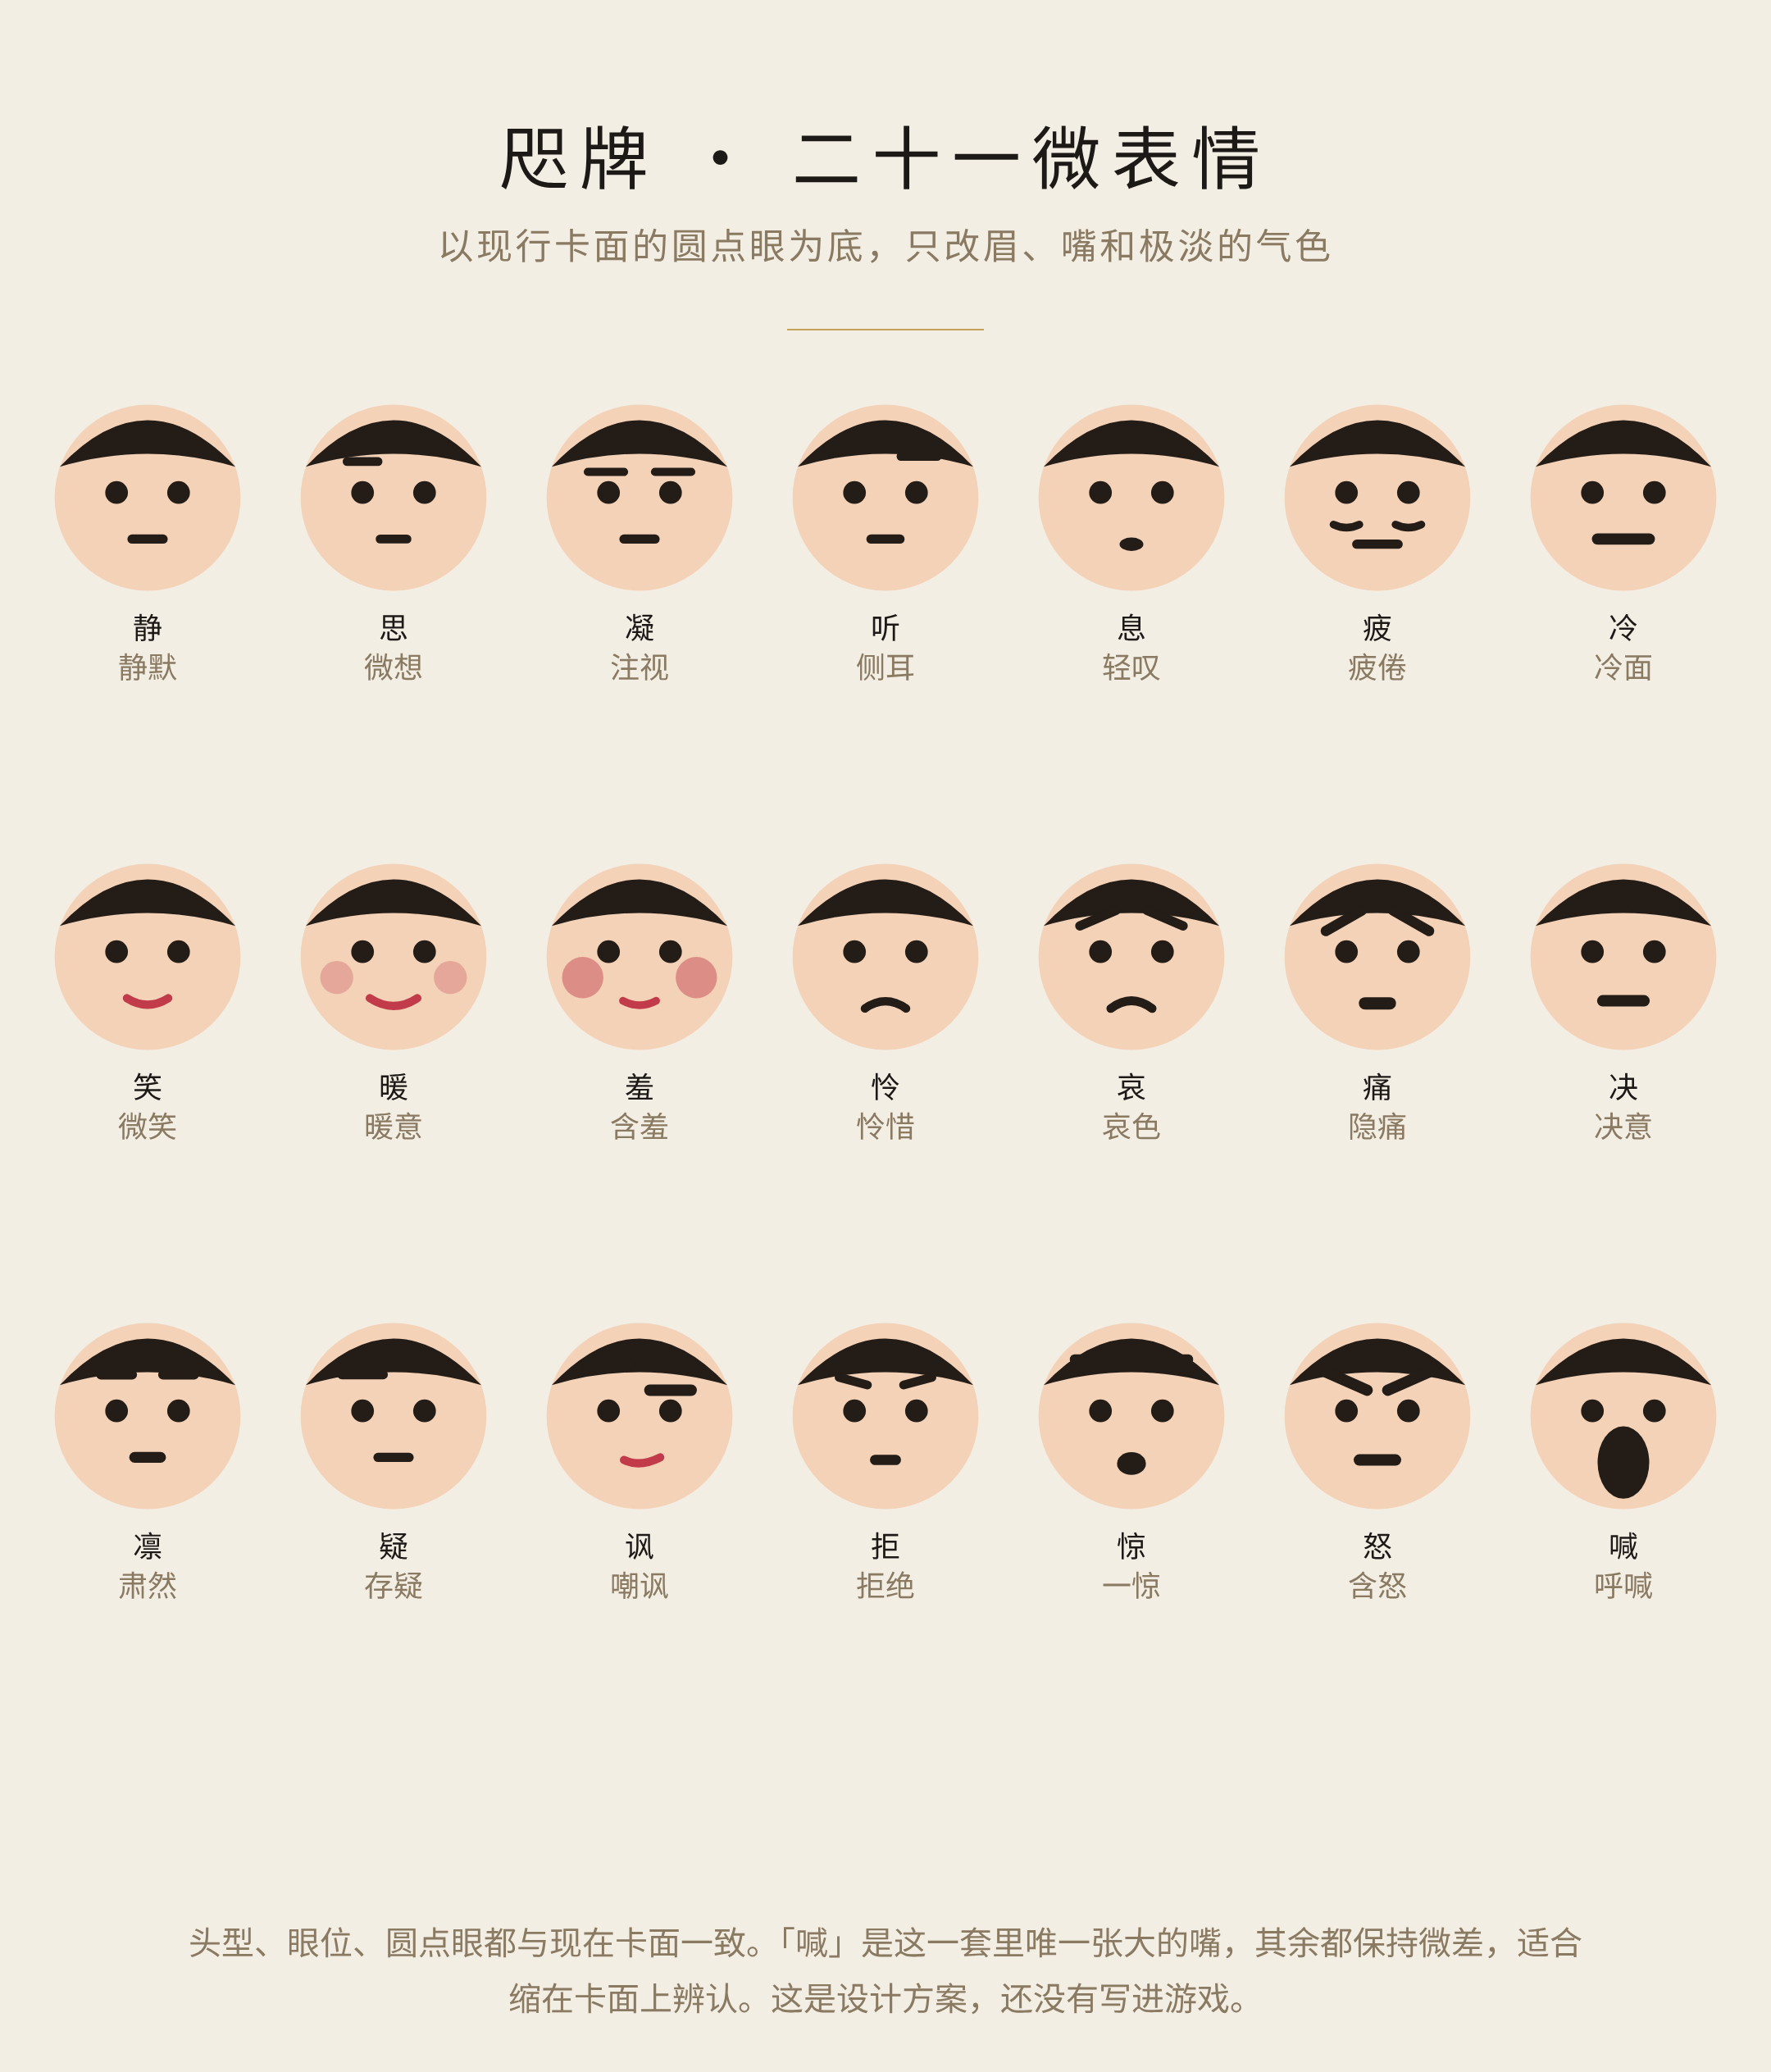 咫牌 · 二十一微表情
以现行卡面的圆点眼为底，只改眉、嘴和极淡的气色
静 思 凝 听 息 疲 冷
静默 微想 注视 侧耳 轻叹 疲倦 冷面
笑 暖 羞 怜 哀 痛 决
微笑 暖意 含羞 怜惜 哀色 隐痛 决意
凛 疑 讽 拒 惊 怒 喊
肃然 存疑 嘲讽 拒绝 一惊 含怒 呼喊
头型、眼位、圆点眼都与现在卡面一致。「喊」是这一套里唯一张大的嘴，其余都保持微差，适合
缩在卡面上辨认。这是设计方案，还没有写进游戏。